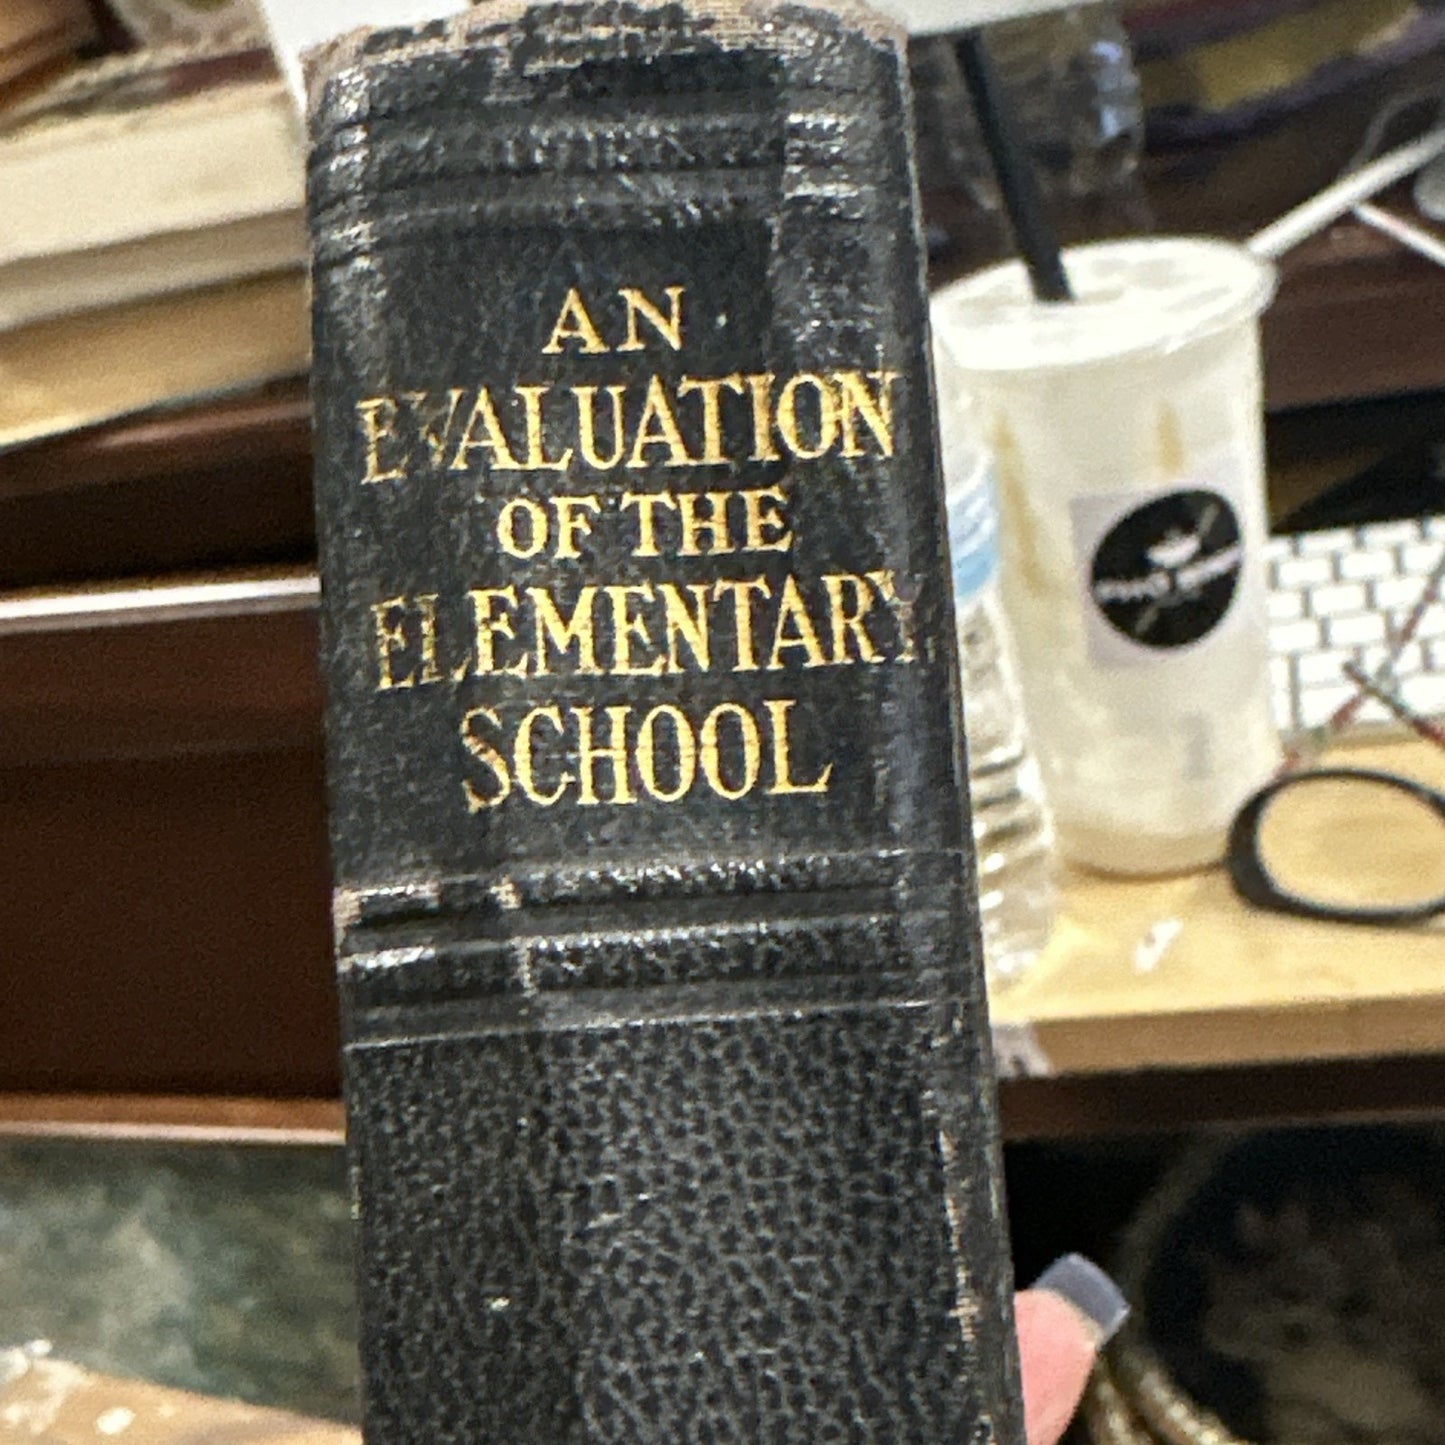 AN
EVALUATION
OF THE
ELEMENTARY
SCHOOL